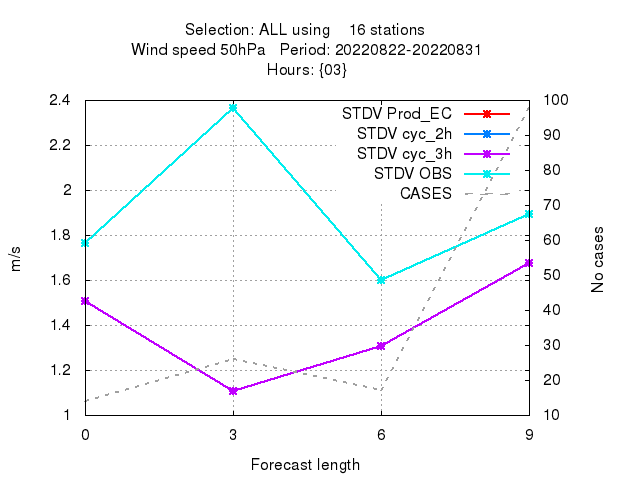 Selection: ALL using 16 stations
Wind speed 50hPa Period: 20220822-20220831
Hours: {03}
2.4
2.2
2
1.8
1.6
1.4
1.2
1
100
90
80
70
60
50
40
30
20
10
STDV Prod_EC
STDV cyc_2h
STDV cyc_3h
STDV OBS
CASES
m/s
No cases
0 3 6 9
Forecast length